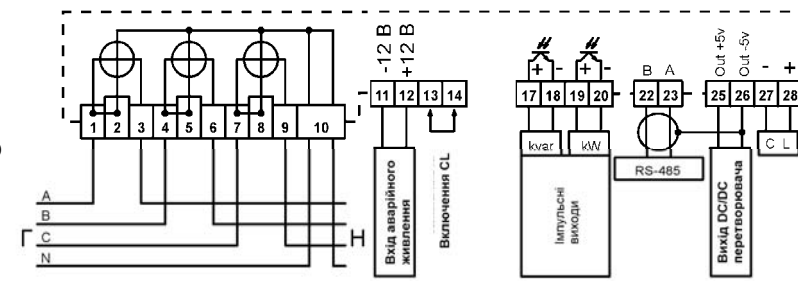 -12 В
+12 В
Out +5v
Out -5v
+ - + -
В А
- +
1 2 3 4 5 6 7 8 9 10
11 12 13 14
17 18 19 20
22 23
25 26 27 28
kvar kW
C L
RS-485
Вхід аварійного
живлення
Включення CL
Імпульсні
виходи
Вихід DC/DC
перетворювача
A
B
Г C Н
N